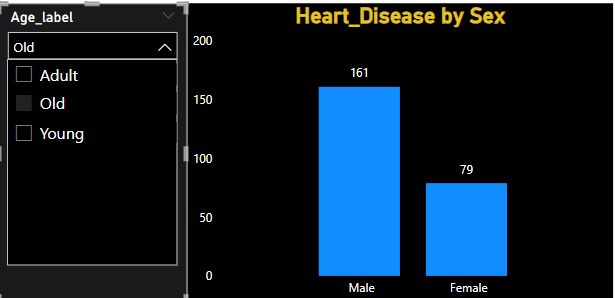 Age_label
Old
Adult
Old
Young
Heart_Disease by Sex
200
150
100
50
0
161
79
Male
Female